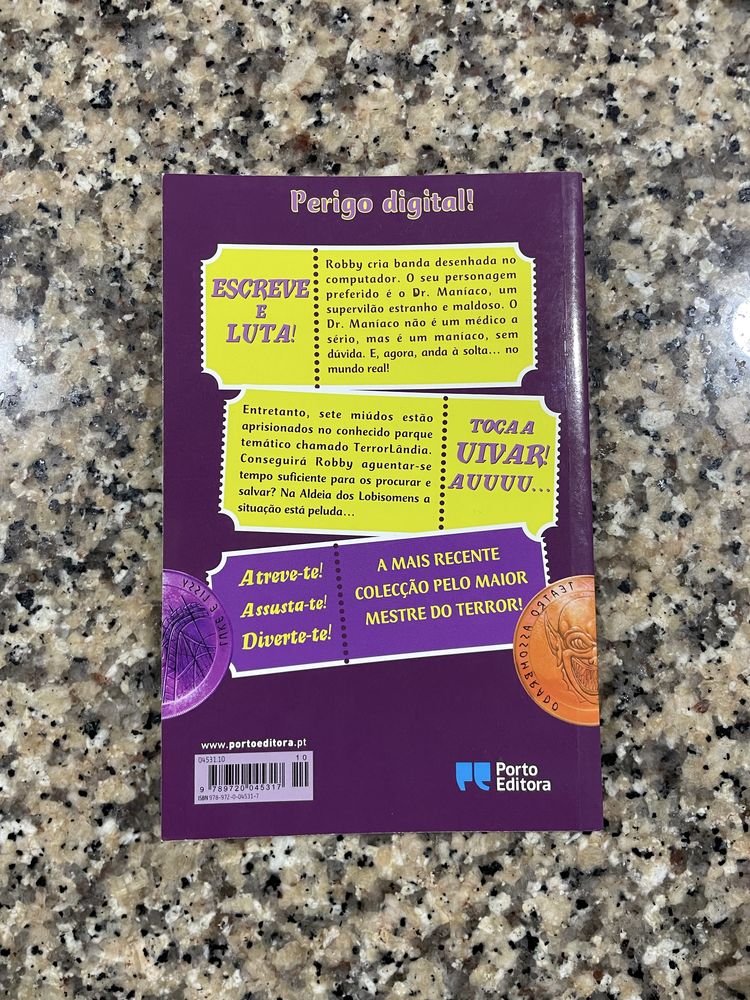 Perigo digital!
ESCREVE
E
LUTA!
Robby cria banda desenhada no
computador. O seu personagem
preferido é o Dr. Maníaco, um
supervilão estranho e maldoso. O
Dr. Maníaco não é um médico a
sério, mas é um maníaco, sem
dúvida. E, agora, anda à solta... no
mundo real!
Entretanto, sete miúdos estão
aprisionados no conhecido parque
temático chamado TerrorLândia.
Conseguirá Robby aguentar-se
tempo suficiente para os procurar e
salvar? Na Aldeia dos Lobisomens a
situação está peluda...
TOCA A
UIVAR!
AUUUU...
Atreve-te!
Assusta-te!
Diverte-te!
A MAIS RECENTE
COLECÇÃO PELO MAIOR
MESTRE DO TERROR!
LUKE E LIZZY
TEATRO ASSOMBRADO
www.portoeditora.pt
04531.10
10
9 789720 045317
ISBN 978-972-0-04531-7
Porto
Editora